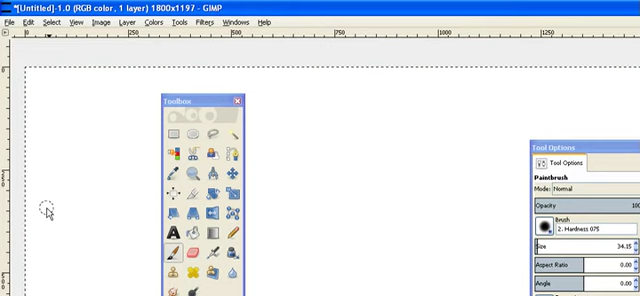 *[Untitled]-1.0 (RGB color, 1 layer) 1800x1197 - GIMP
File Edit Select View Image Layer Colors Tools Filters Windows Help
0 250 500 750 1000 1250
Toolbox
Tool Options
Tool Options
Paintbrush
Mode: Normal
Opacity 100
Brush
2. Hardness 075
Size 34.15
Aspect Ratio 0.00
Angle 0.00